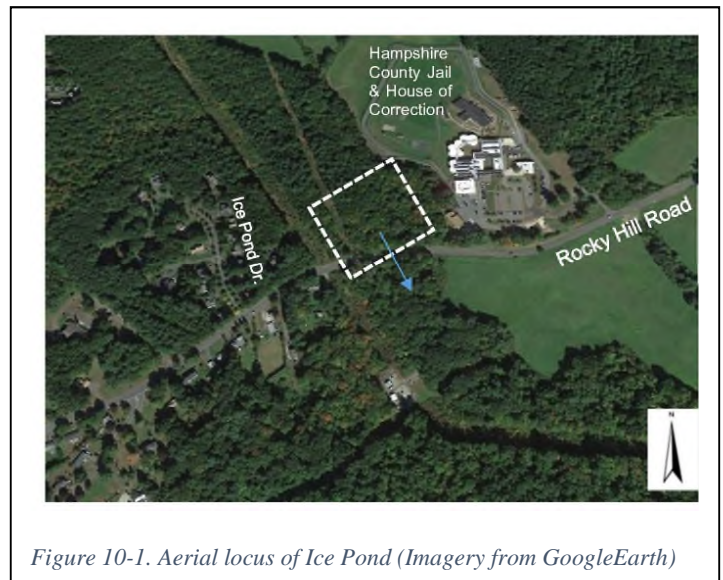 Hampshire
County Jail
& House of
Correction
Ice Pond Dr.
Rocky Hill Road
N
Figure 10-1. Aerial locus of Ice Pond (Imagery from GoogleEarth)